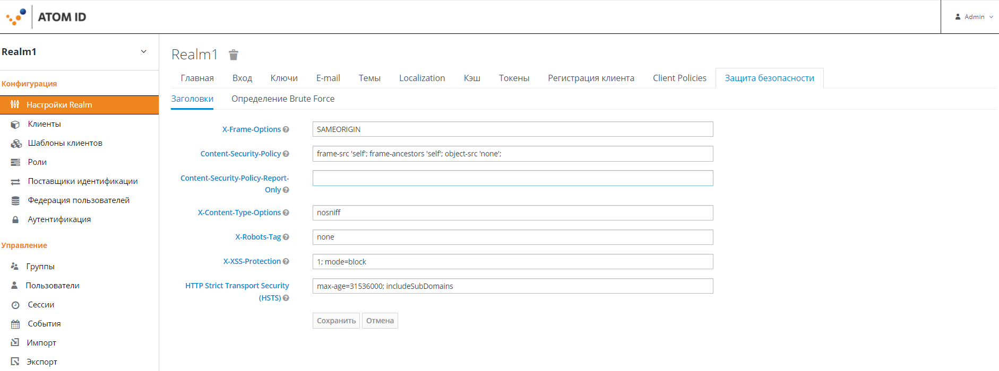 ATOM ID
Admin
Realm1
Конфигурация
Настройки Realm
Клиенты
Шаблоны клиентов
Роли
Поставщики идентификации
Федерация пользователей
Аутентификация
Управление
Группы
Пользователи
Сессии
События
Импорт
Экспорт
Realm1
Главная Вход Ключи E-mail Темы Localization Кэш Токены Регистрация клиента Client Policies Защита безопасности
Заголовки Определение Brute Force
X-Frame-Options SAMEORIGIN
Content-Security-Policy frame-src 'self'; frame-ancestors 'self'; object-src 'none';
Content-Security-Policy-Report-
Only
X-Content-Type-Options nosniff
X-Robots-Tag none
X-XSS-Protection 1; mode=block
HTTP Strict Transport Security max-age=31536000; includeSubDomains
(HSTS)
Сохранить Отмена